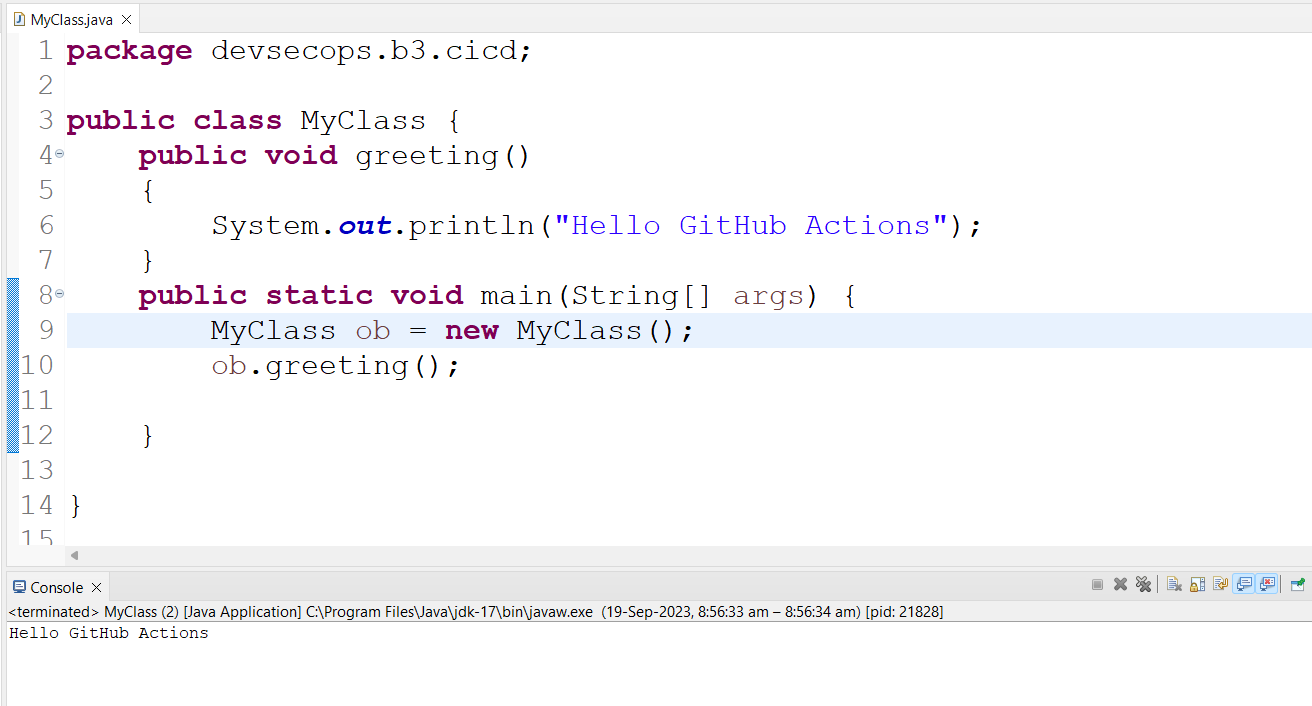 MyClass.java
1 package devsecops.b3.cicd;
2
3 public class MyClass {
4 public void greeting()
5 {
6 System.out.println("Hello GitHub Actions");
7 }
8 public static void main(String[] args) {
9 MyClass ob = new MyClass();
10 ob.greeting();
11
12 }
13
14 }
15
Console
<terminated> MyClass (2) [Java Application] C:\Program Files\Java\jdk-17\bin\javaw.exe (19-Sep-2023, 8:56:33 am – 8:56:34 am) [pid: 21828]
Hello GitHub Actions